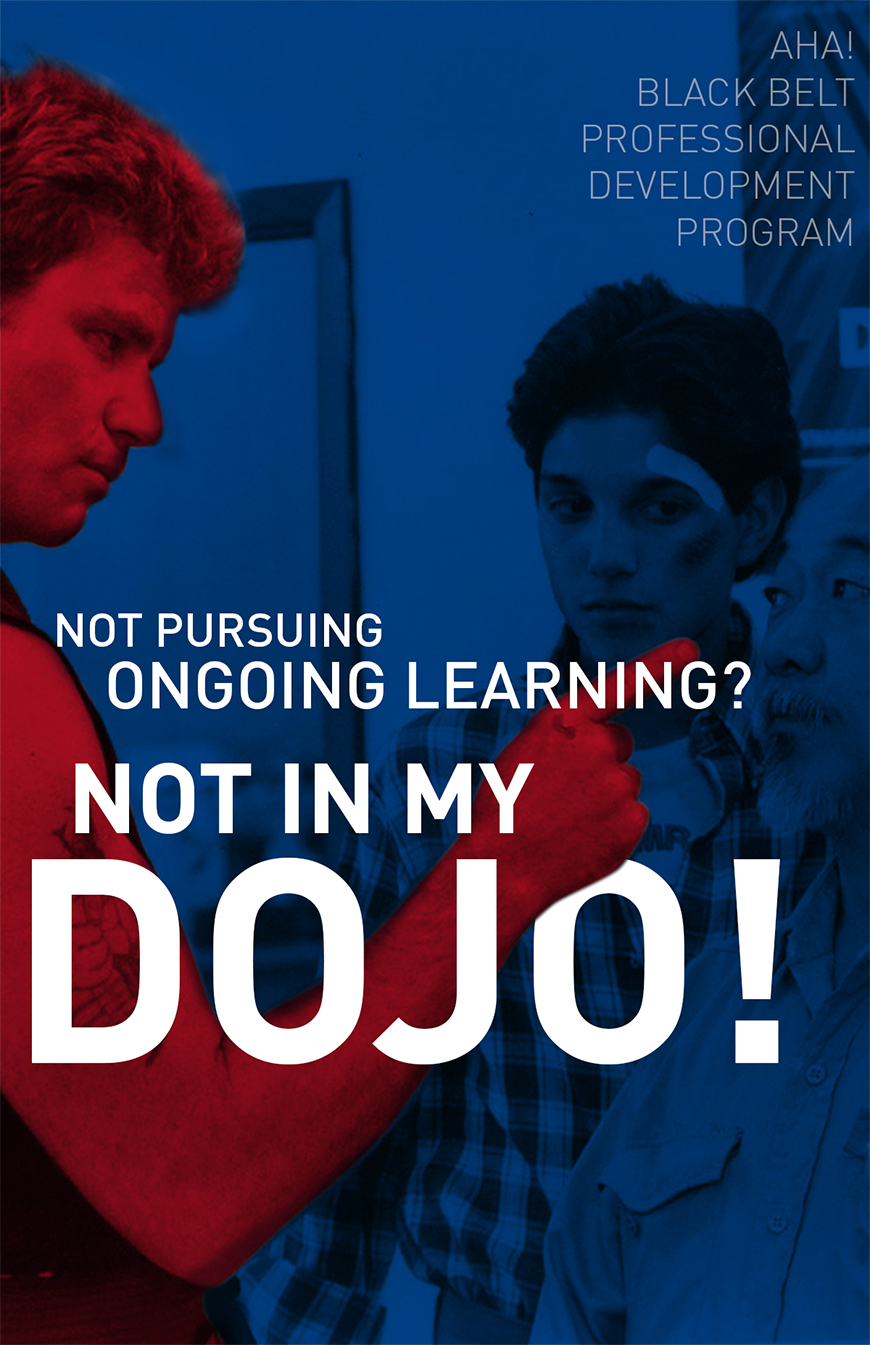 AHA!
BLACK BELT
PROFESSIONAL
DEVELOPMENT
PROGRAM
NOT PURSUING
ONGOING LEARNING?
NOT IN MY
DOJO!